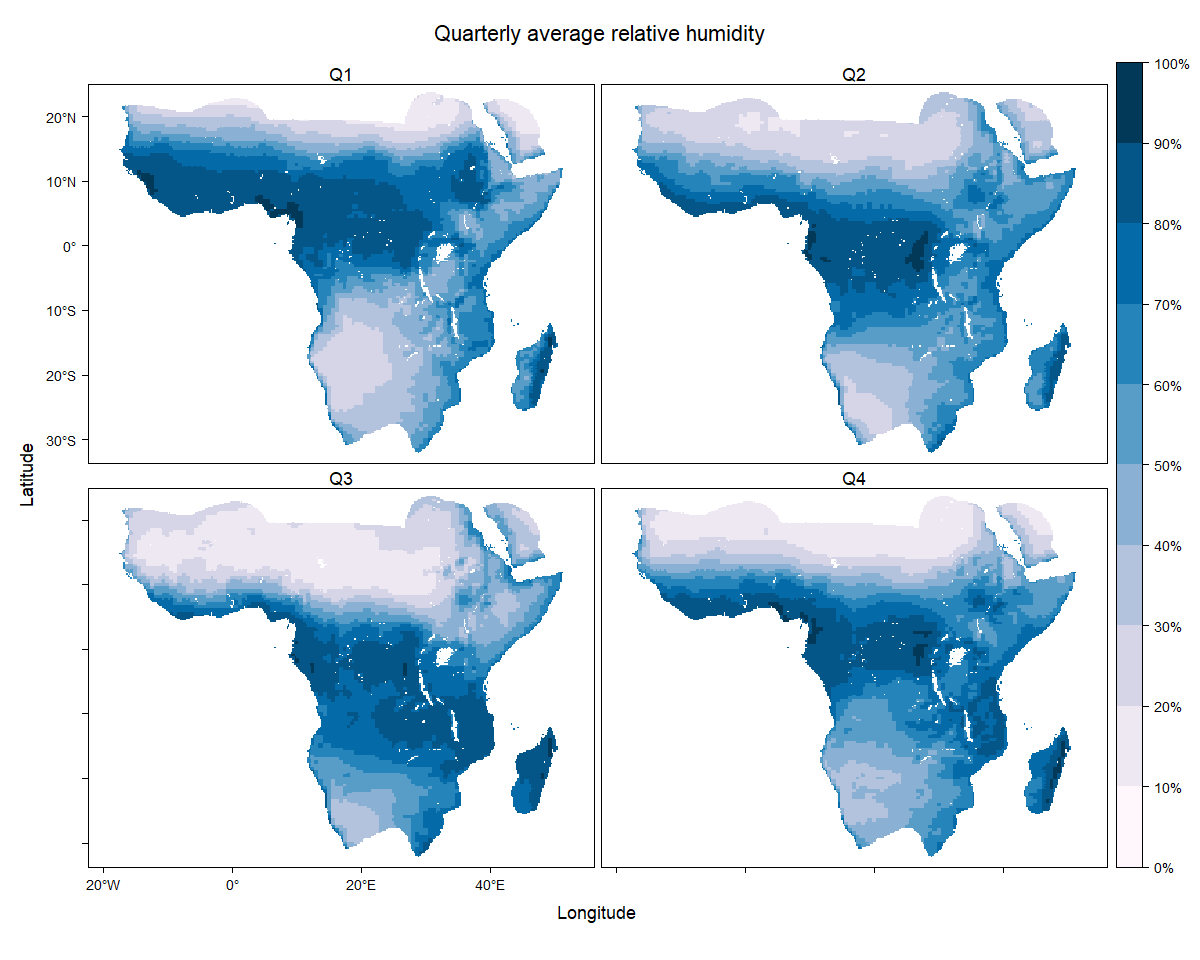 Quarterly average relative humidity
Q1
Q2
100%
90%
80%
70%
60%
50%
40%
30%
20%
10%
0%
20°N
10°N
0°
10°S
20°S
30°S
Latitude
Q3
Q4
20°W
0°
20°E
40°E
Longitude